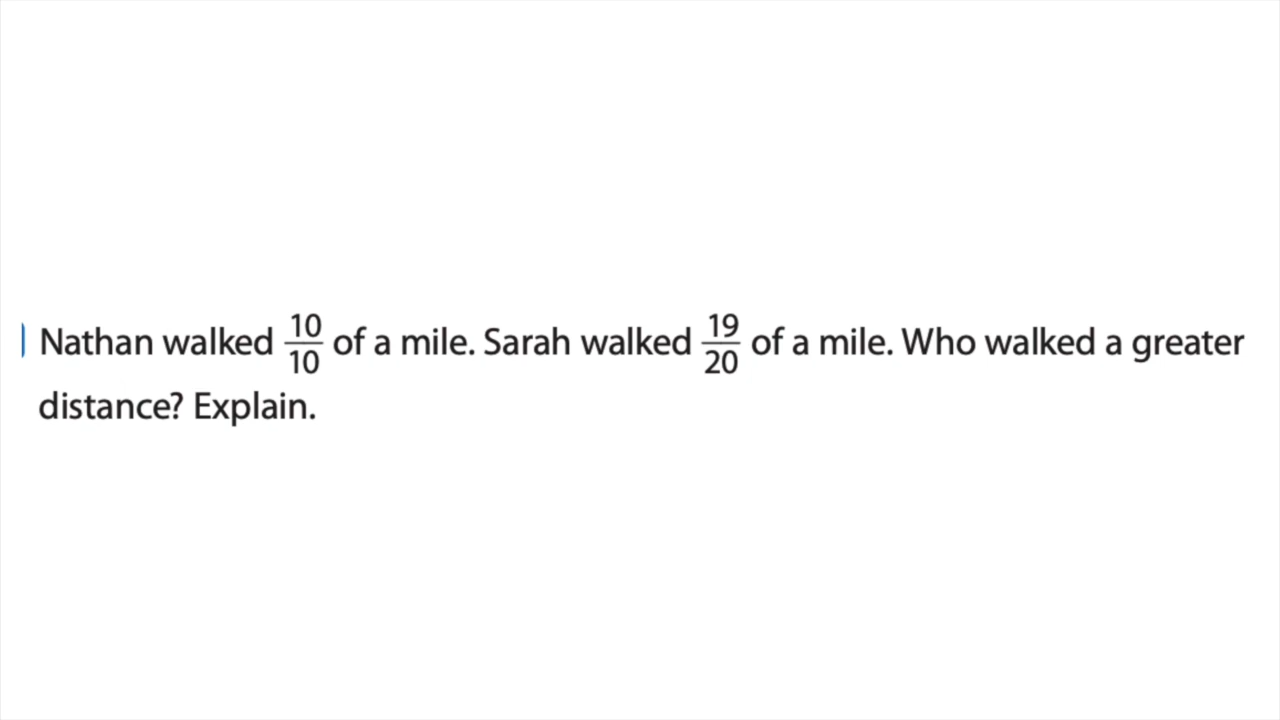 Nathan walked 10/10 of a mile. Sarah walked 19/20 of a mile. Who walked a greater
distance? Explain.